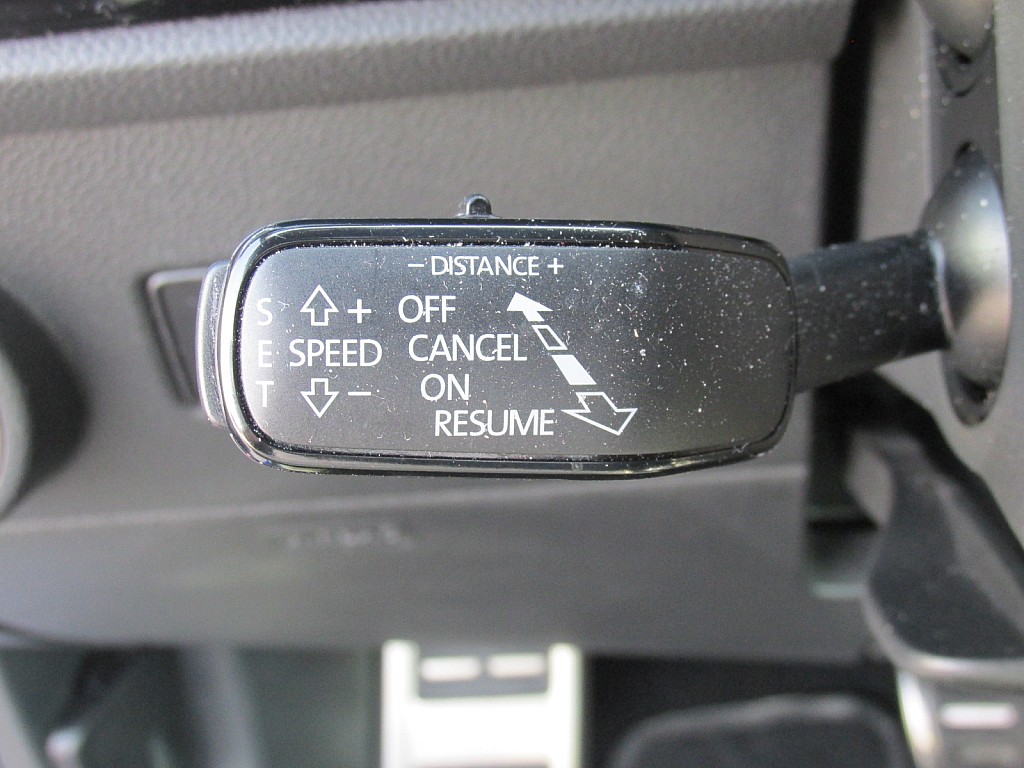 − DISTANCE +
S + OFF
E SPEED CANCEL
T − ON
RESUME